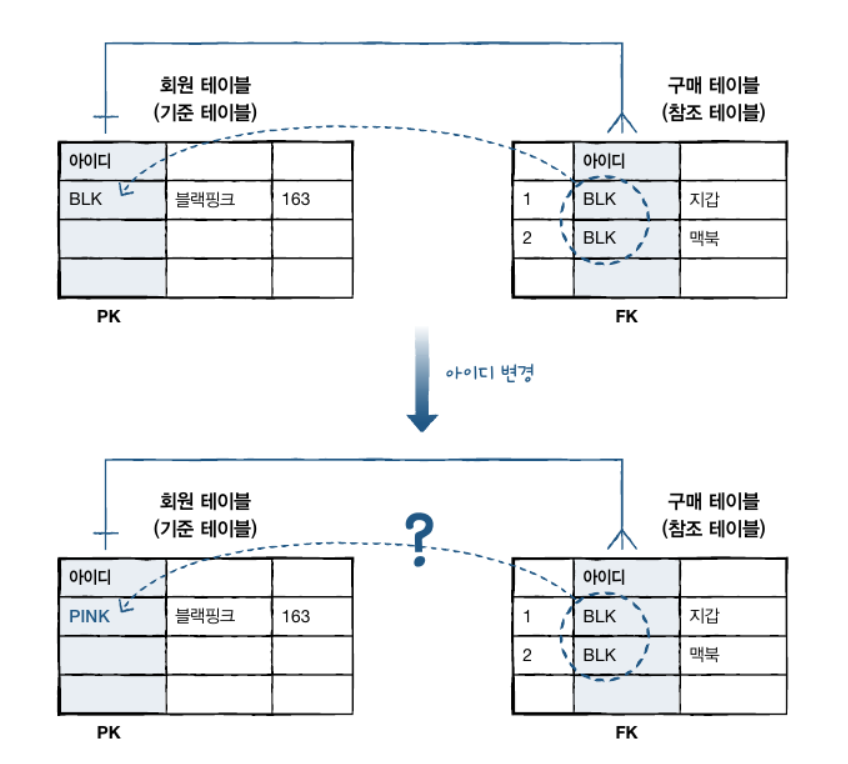 회원 테이블
(기준 테이블)
구매 테이블
(참조 테이블)
아이디
BLK 블랙핑크 163
아이디
1 BLK 지갑
2 BLK 맥북
PK
FK
아이디 변경
회원 테이블
(기준 테이블)
?
구매 테이블
(참조 테이블)
아이디
PINK 블랙핑크 163
아이디
1 BLK 지갑
2 BLK 맥북
PK
FK